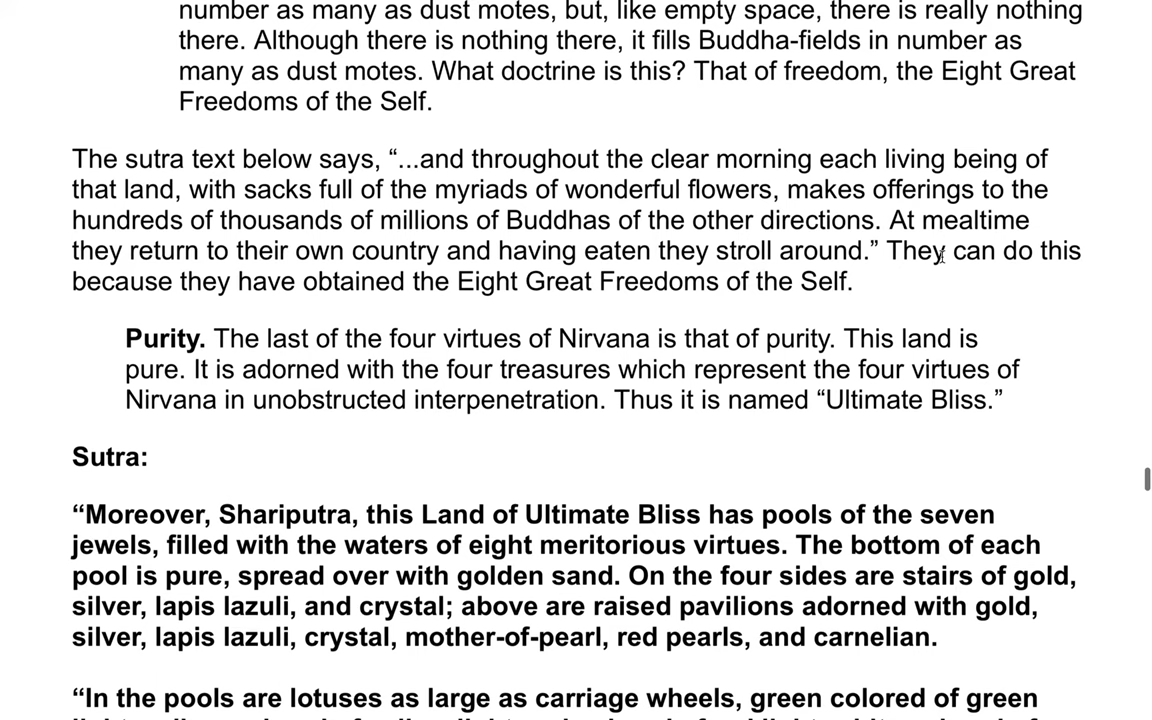 number as many as dust motes, but, like empty space, there is really nothing
there. Although there is nothing there, it fills Buddha-fields in number as
many as dust motes. What doctrine is this? That of freedom, the Eight Great
Freedoms of the Self.
The sutra text below says, “...and throughout the clear morning each living being of
that land, with sacks full of the myriads of wonderful flowers, makes offerings to the
hundreds of thousands of millions of Buddhas of the other directions. At mealtime
they return to their own country and having eaten they stroll around.” They can do this
because they have obtained the Eight Great Freedoms of the Self.
Purity. The last of the four virtues of Nirvana is that of purity. This land is
pure. It is adorned with the four treasures which represent the four virtues of
Nirvana in unobstructed interpenetration. Thus it is named “Ultimate Bliss.”
Sutra:
“Moreover, Shariputra, this Land of Ultimate Bliss has pools of the seven
jewels, filled with the waters of eight meritorious virtues. The bottom of each
pool is pure, spread over with golden sand. On the four sides are stairs of gold,
silver, lapis lazuli, and crystal; above are raised pavilions adorned with gold,
silver, lapis lazuli, crystal, mother-of-pearl, red pearls, and carnelian.
“In the pools are lotuses as large as carriage wheels, green colored of green